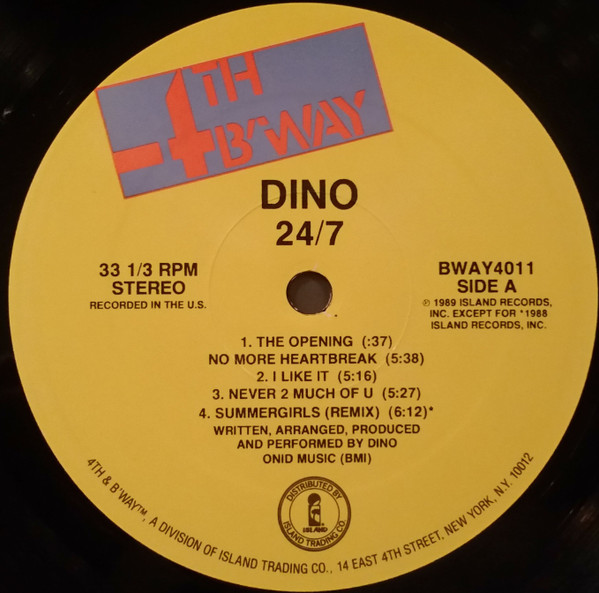 4TH
B'WAY
DINO
24/7
33 1/3 RPM
STEREO
RECORDED IN THE U.S.
BWAY4011
SIDE A
℗ 1989 ISLAND RECORDS,
INC. EXCEPT FOR *1988
ISLAND RECORDS, INC.
1. THE OPENING (:37)
NO MORE HEARTBREAK (5:38)
2. I LIKE IT (5:16)
3. NEVER 2 MUCH OF U (5:27)
4. SUMMERGIRLS (REMIX) (6:12)*
WRITTEN, ARRANGED, PRODUCED
AND PERFORMED BY DINO
ONID MUSIC (BMI)
DISTRIBUTED BY
ISLAND
ISLAND TRADING CO.
4TH & B'WAY™, A DIVISION OF ISLAND TRADING CO., 14 EAST 4TH STREET, NEW YORK, N.Y. 10012